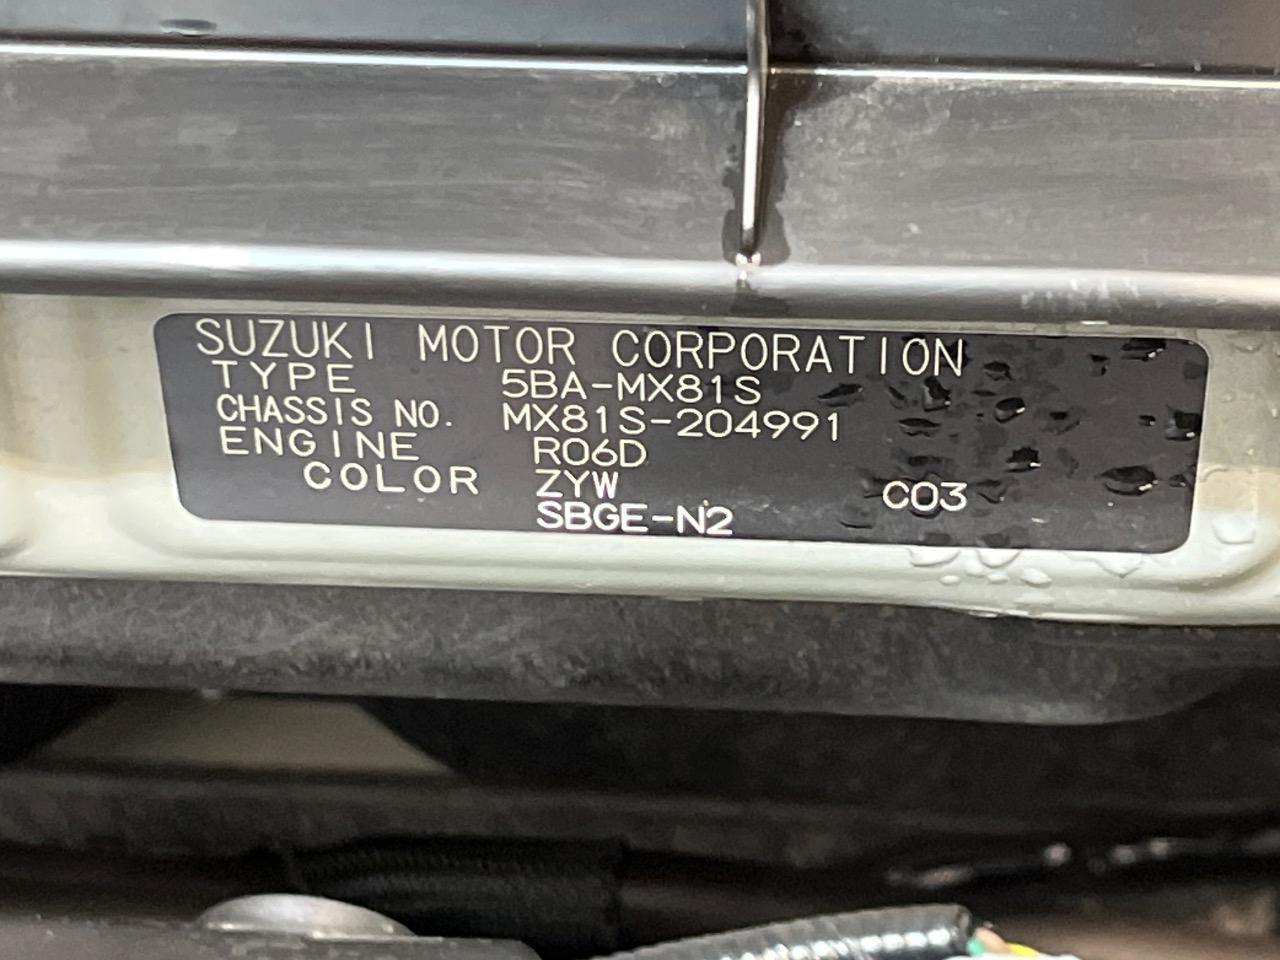 SUZUKI MOTOR CORPORATION
TYPE 5BA-MX81S
CHASSIS NO. MX81S-204991
ENGINE R06D
COLOR ZYW C03
SBGE-N2